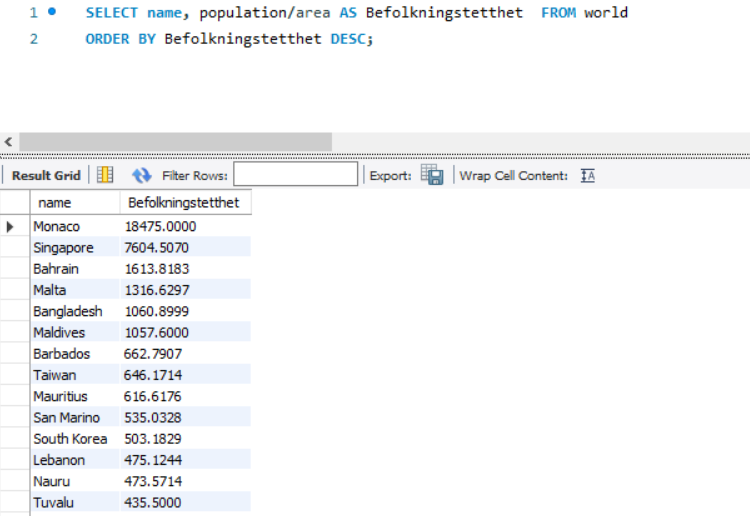 1 SELECT name, population/area AS Befolkningstetthet FROM world
2 ORDER BY Befolkningstetthet DESC;
Result Grid Filter Rows: Export: Wrap Cell Content: IA
name Befolkningstetthet
Monaco 18475.0000
Singapore 7604.5070
Bahrain 1613.8183
Malta 1316.6297
Bangladesh 1060.8999
Maldives 1057.6000
Barbados 662.7907
Taiwan 646.1714
Mauritius 616.6176
San Marino 535.0328
South Korea 503.1829
Lebanon 475.1244
Nauru 473.5714
Tuvalu 435.5000